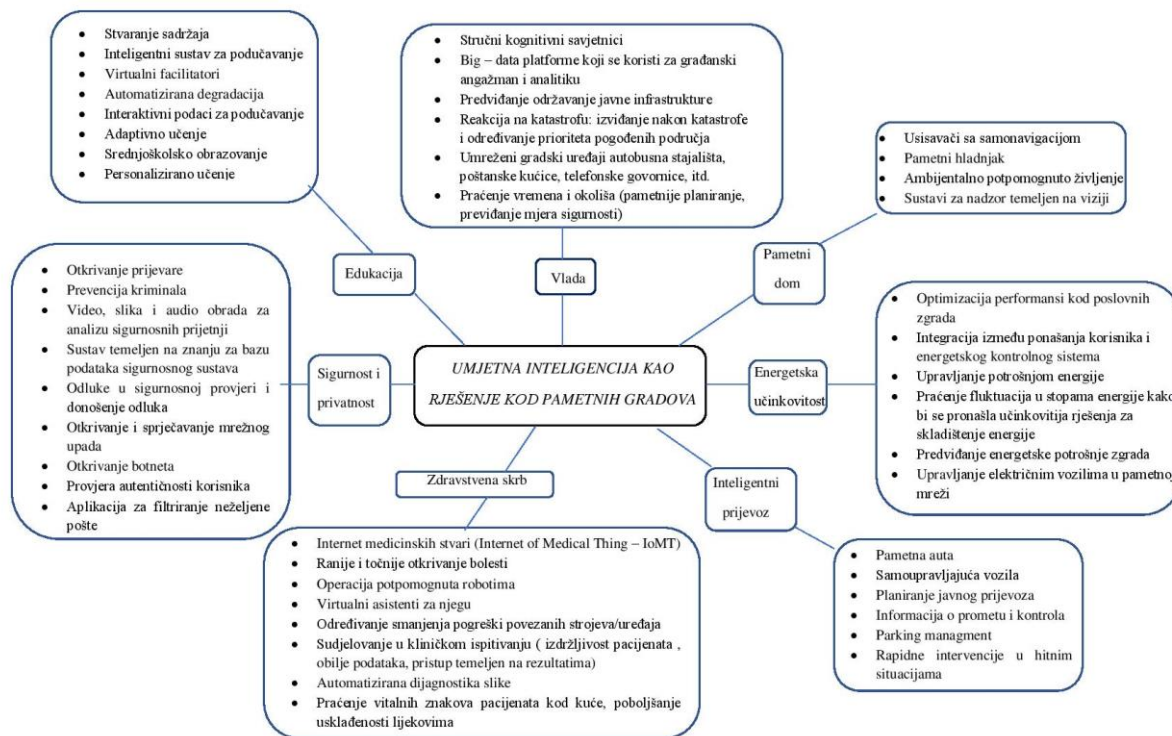 • Stvaranje sadržaja
• Inteligentni sustav za podučavanje
• Virtualni facilitatori
• Automatizirana degradacija
• Interaktivni podaci za podučavanje
• Adaptivno učenje
• Srednjoškolsko obrazovanje
• Personalizirano učenje
Edukacija
• Stručni kognitivni savjetnici
• Big – data platforme koji se koristi za građanski
angažman i analitiku
• Predviđanje održavanje javne infrastrukture
• Reakcija na katastrofu: izviđanje nakon katastrofe
i određivanje prioriteta pogođenih područja
• Umreženi gradski uređaji autobusna stajališta,
poštanske kućice, telefonske govornice, itd.
• Praćenje vremena i okoliša (pametnije planiranje,
previđanje mjera sigurnosti)
Vlada
• Usisavači sa samonavigacijom
• Pametni hladnjak
• Ambijentalno potpomognuto življenje
• Sustavi za nadzor temeljen na viziji
Pametni
dom
• Otkrivanje prijevare
• Prevencija kriminala
• Video, slika i audio obrada za
analizu sigurnosnih prijetnji
• Sustav temeljen na znanju za bazu
podataka sigurnosnog sustava
• Odluke u sigurnosnoj provjeri i
donošenje odluka
• Otkrivanje i sprječavanje mrežnog
upada
• Otkrivanje botneta
• Provjera autentičnosti korisnika
• Aplikacija za filtriranje neželjene
pošte
Sigurnost i
privatnost
UMJETNA INTELIGENCIJA KAO
RJEŠENJE KOD PAMETNIH GRADOVA
Energetska
učinkovitost
• Optimizacija performansi kod poslovnih
zgrada
• Integracija između ponašanja korisnika i
energetskog kontrolnog sistema
• Upravljanje potrošnjom energije
• Praćenje fluktuacija u stopama energije kako
bi se pronašla učinkovitija rješenja za
skladištenje energije
• Predviđanje energetske potrošnje zgrada
• Upravljanje električnim vozilima u pametnoj
mreži
Zdravstvena skrb
• Internet medicinskih stvari (Internet of Medical Thing – IoMT)
• Ranije i točnije otkrivanje bolesti
• Operacija potpomognuta robotima
• Virtualni asistenti za njegu
• Određivanje smanjenja pogreški povezanih strojeva/uređaja
• Sudjelovanje u kliničkom ispitivanju ( izdržljivost pacijenata ,
obilje podataka, pristup temeljen na rezultatima)
• Automatizirana dijagnostika slike
• Praćenje vitalnih znakova pacijenata kod kuće, poboljšanje
usklađenosti lijekovima
Inteligentni
prijevoz
• Pametna auta
• Samoupravljajuća vozila
• Planiranje javnog prijevoza
• Informacija o prometu i kontrola
• Parking managment
• Rapidne intervencije u hitnim
situacijama